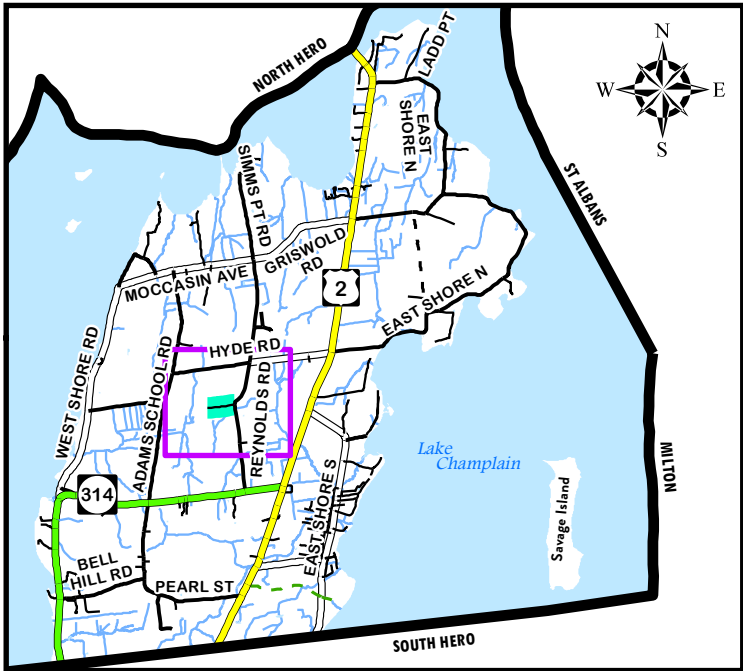 N
W
E
S
NORTH HERO
LADD PT
EAST
SHORE N
SIMMS PT RD
ST ALBANS
GRISWOLD
RD
MOCCASIN AVE
2
EAST SHORE N
HYDE RD
WEST SHORE RD
ADAMS SCHOOL RD
REYNOLDS RD
Lake
Champlain
MILTON
314
EAST SHORE S
Savage Island
BELL
HILL RD
PEARL ST
SOUTH HERO